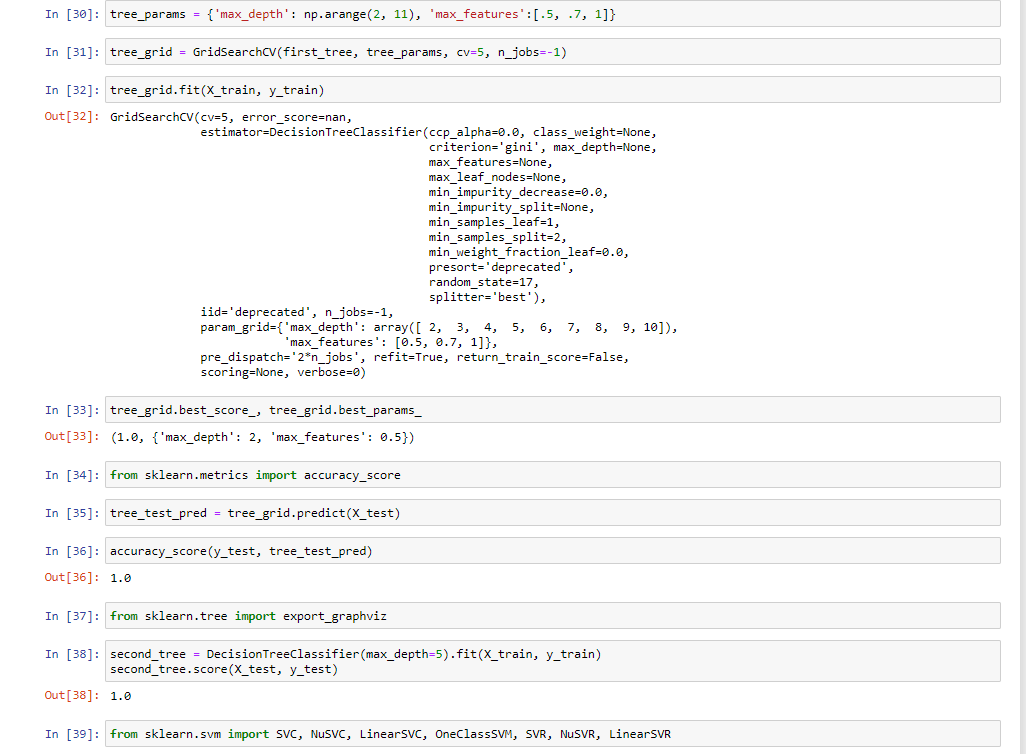 In [30]: tree_params = {'max_depth': np.arange(2, 11), 'max_features':[.5, .7, 1]}
In [31]: tree_grid = GridSearchCV(first_tree, tree_params, cv=5, n_jobs=-1)
In [32]: tree_grid.fit(X_train, y_train)
Out[32]: GridSearchCV(cv=5, error_score=nan,
estimator=DecisionTreeClassifier(ccp_alpha=0.0, class_weight=None,
criterion='gini', max_depth=None,
max_features=None,
max_leaf_nodes=None,
min_impurity_decrease=0.0,
min_impurity_split=None,
min_samples_leaf=1,
min_samples_split=2,
min_weight_fraction_leaf=0.0,
presort='deprecated',
random_state=17,
splitter='best'),
iid='deprecated', n_jobs=-1,
param_grid={'max_depth': array([ 2,  3,  4,  5,  6,  7,  8,  9, 10]),
'max_features': [0.5, 0.7, 1]},
pre_dispatch='2*n_jobs', refit=True, return_train_score=False,
scoring=None, verbose=0)
In [33]: tree_grid.best_score_, tree_grid.best_params_
Out[33]: (1.0, {'max_depth': 2, 'max_features': 0.5})
In [34]: from sklearn.metrics import accuracy_score
In [35]: tree_test_pred = tree_grid.predict(X_test)
In [36]: accuracy_score(y_test, tree_test_pred)
Out[36]: 1.0
In [37]: from sklearn.tree import export_graphviz
In [38]: second_tree = DecisionTreeClassifier(max_depth=5).fit(X_train, y_train)
second_tree.score(X_test, y_test)
Out[38]: 1.0
In [39]: from sklearn.svm import SVC, NuSVC, LinearSVC, OneClassSVM, SVR, NuSVR, LinearSVR